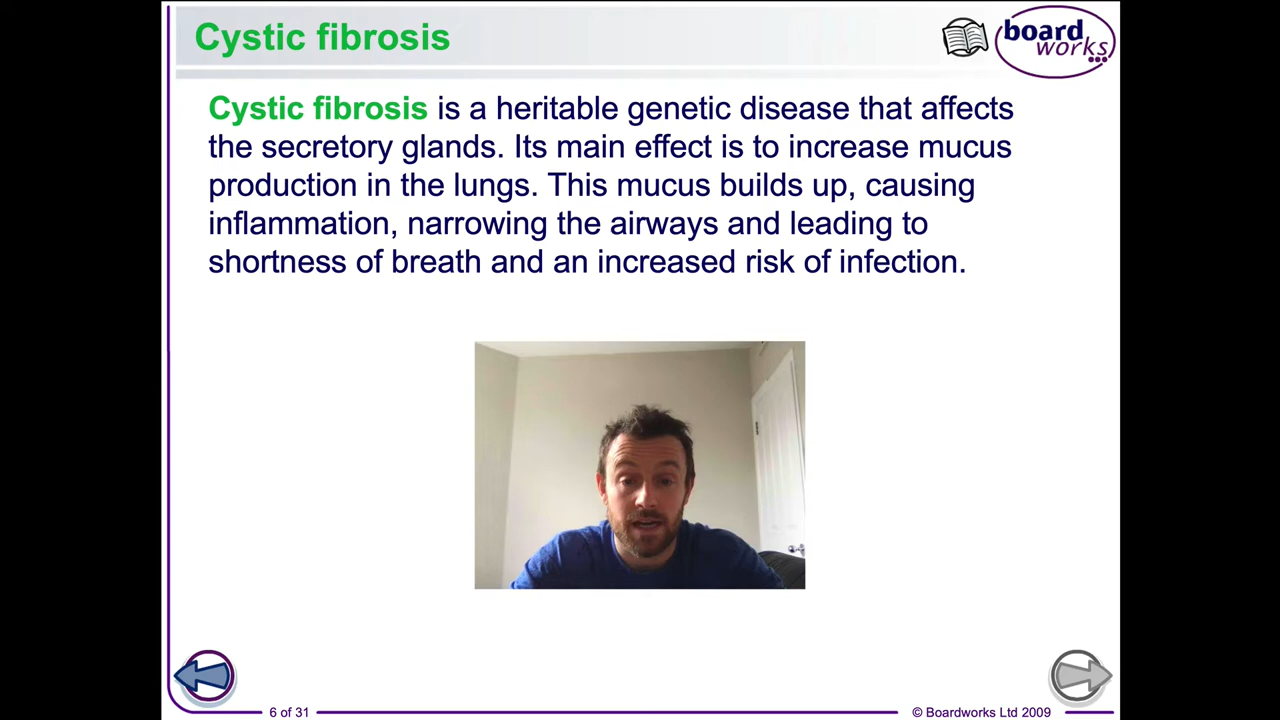 Cystic fibrosis
board
works
Cystic fibrosis is a heritable genetic disease that affects
the secretory glands. Its main effect is to increase mucus
production in the lungs. This mucus builds up, causing
inflammation, narrowing the airways and leading to
shortness of breath and an increased risk of infection.
6 of 31
© Boardworks Ltd 2009